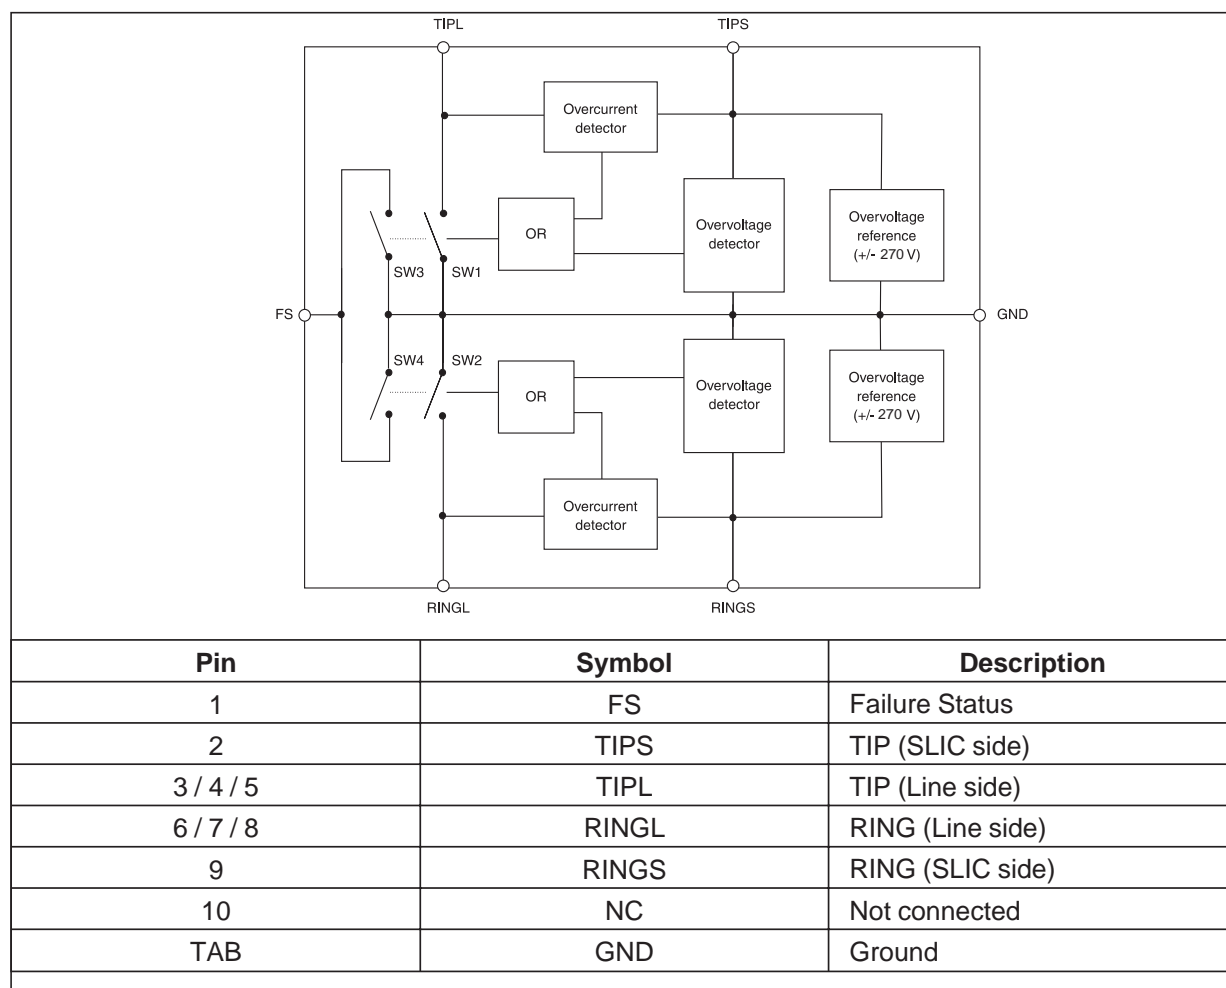 TIPL TIPS
Overcurrent
detector
OR
Overvoltage
detector
Overvoltage
reference
(+/- 270 V)
SW3 SW1
FS GND
SW4 SW2
OR
Overvoltage
detector
Overvoltage
reference
(+/- 270 V)
Overcurrent
detector
RINGL RINGS
Pin Symbol Description
1 FS Failure Status
2 TIPS TIP (SLIC side)
3 / 4 / 5 TIPL TIP (Line side)
6 / 7 / 8 RINGL RING (Line side)
9 RINGS RING (SLIC side)
10 NC Not connected
TAB GND Ground